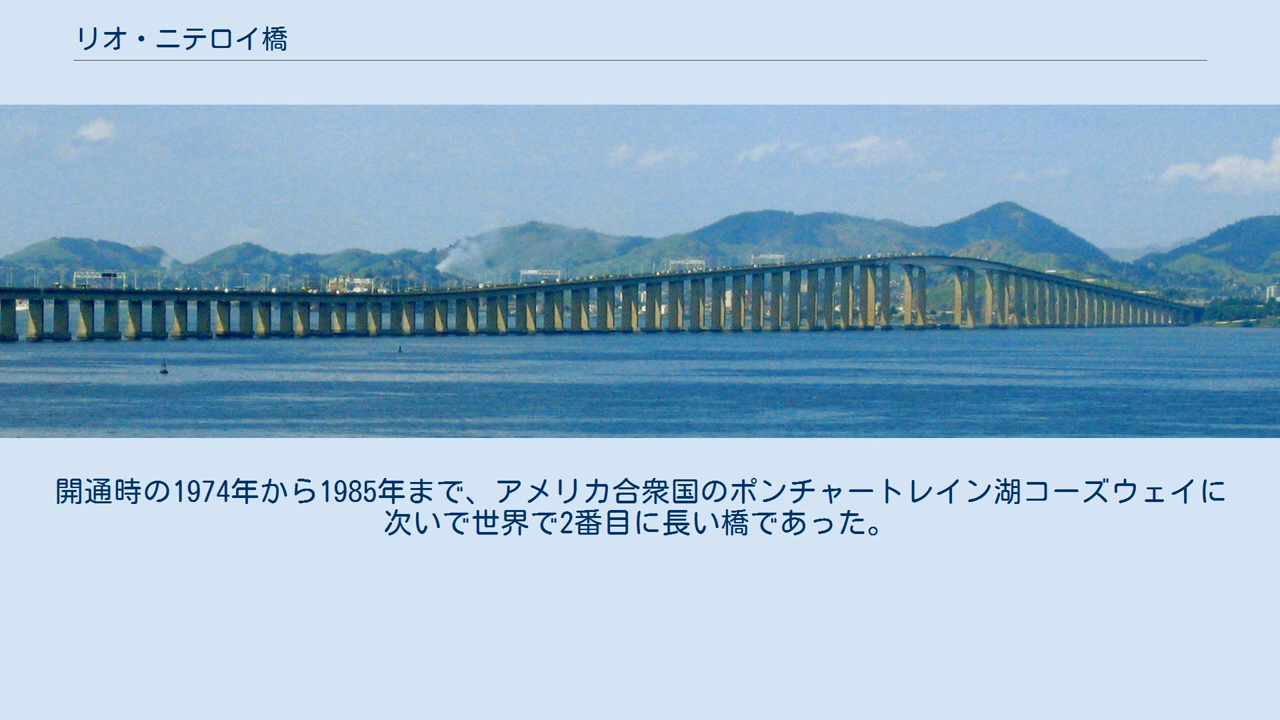 リオ・ニテロイ橋
開通時の1974年から1985年まで、アメリカ合衆国のポンチャートレイン湖コーズウェイに
次いで世界で2番目に長い橋であった。